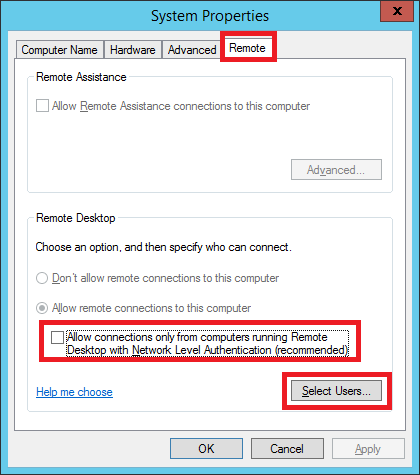 System Properties
x
Computer Name
Hardware
Advanced
Remote
Remote Assistance
Allow Remote Assistance connections to this computer
Advanced...
Remote Desktop
Choose an option, and then specify who can connect.
Don't allow remote connections to this computer
Allow remote connections to this computer
Allow connections only from computers running Remote
Desktop with Network Level Authentication (recommended)
Help me choose
Select Users...
OK
Cancel
Apply